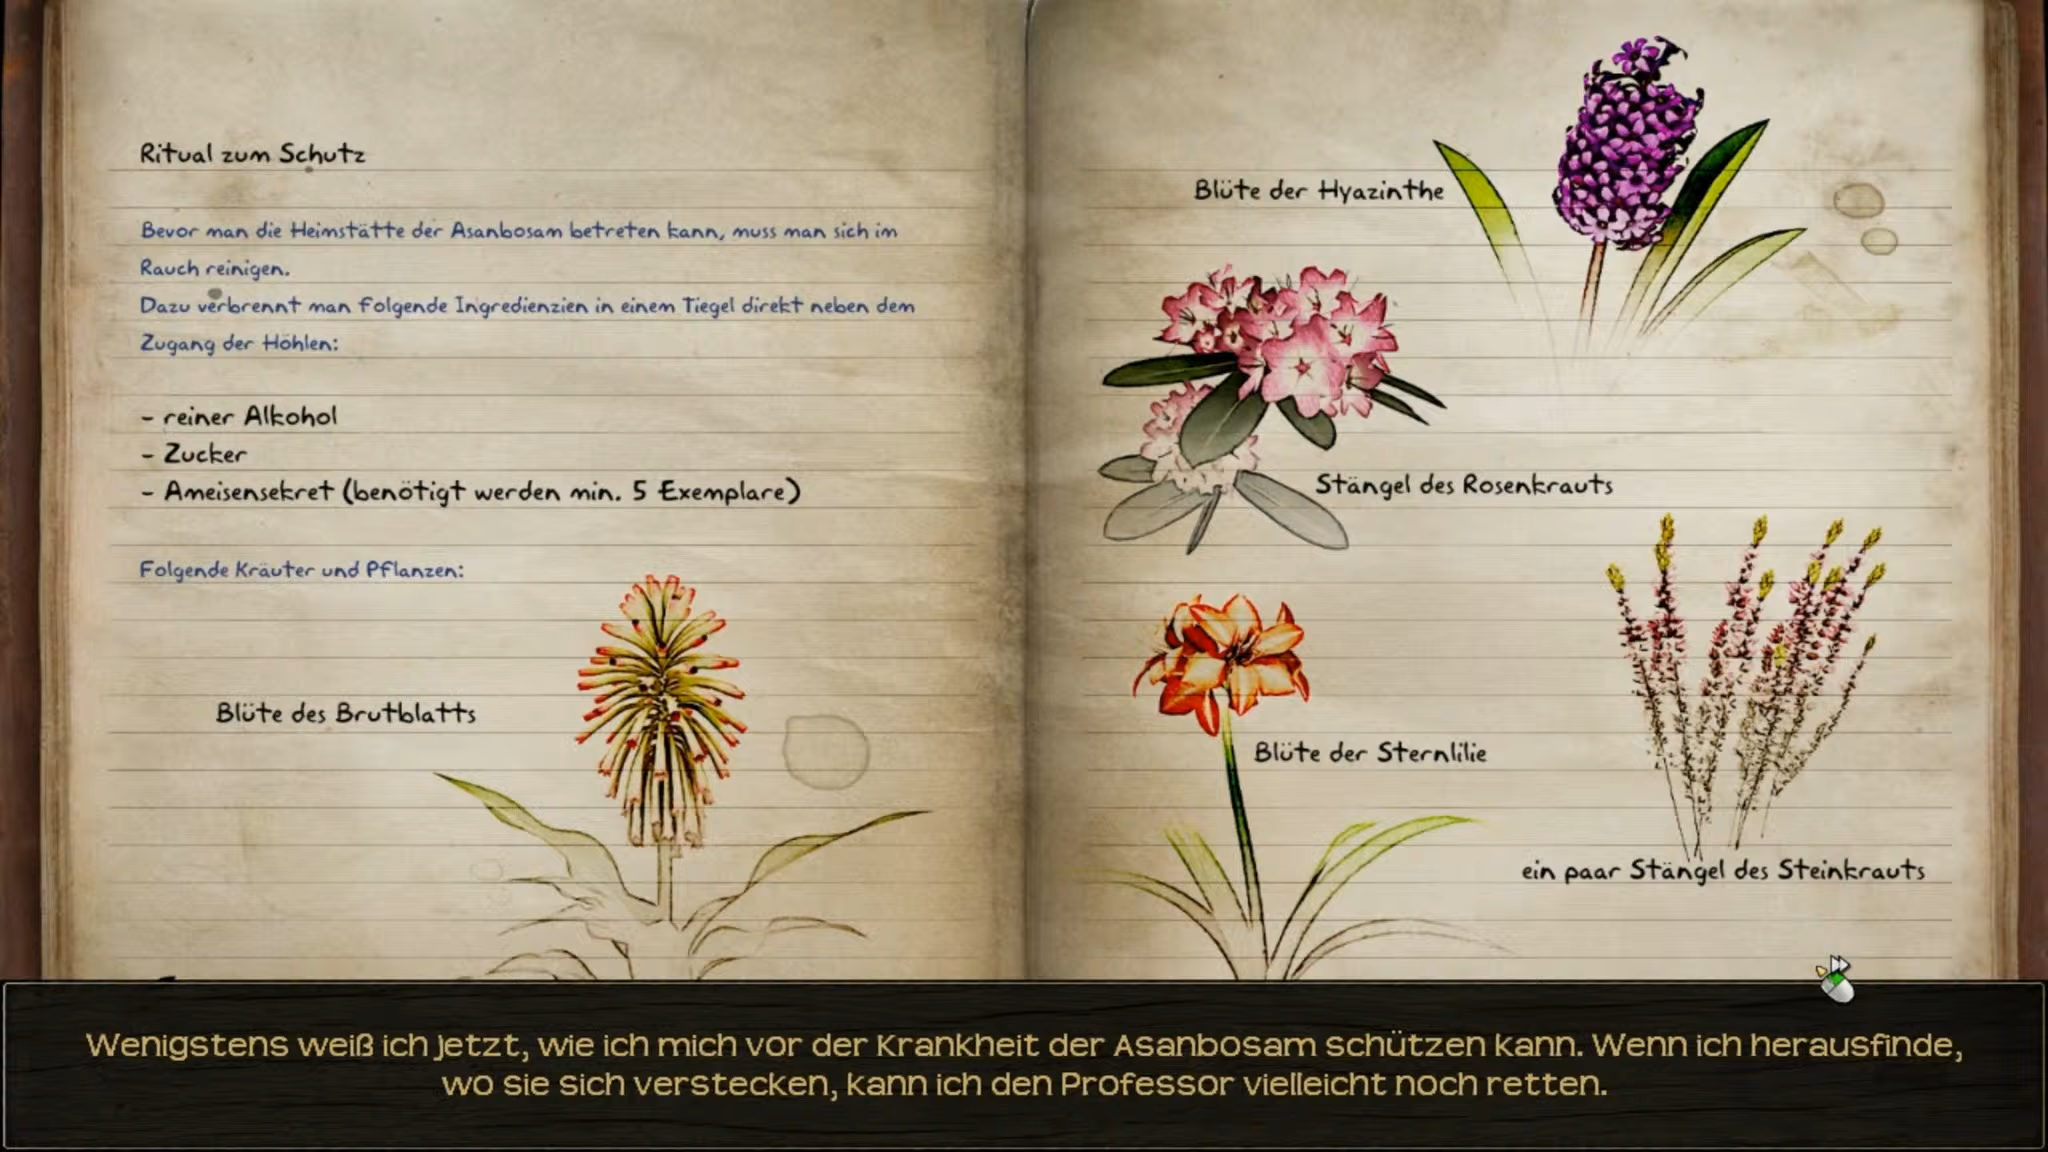 Ritual zum Schutz
Bevor man die Heimstätte der Asanbosam betreten kann, muss man sich im
Rauch reinigen.
Dazu verbrennt man folgende Ingredienzien in einem Tiegel direkt neben dem
Zugang der Höhlen:
- reiner Alkohol
- Zucker
- Ameisensekret (benötigt werden min. 5 Exemplare)
Folgende Kräuter und Pflanzen:
Blüte des Brutblatts
Blüte der Hyazinthe
Stängel des Rosenkrauts
Blüte der Sternlilie
ein paar Stängel des Steinkrauts
Wenigstens weiß ich jetzt, wie ich mich vor der Krankheit der Asanbosam schützen kann. Wenn ich herausfinde,
wo sie sich verstecken, kann ich den Professor vielleicht noch retten.